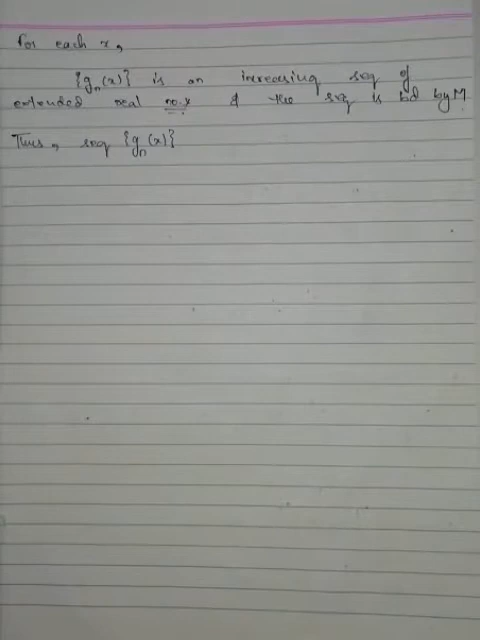 For each x,
{gₙ(x)} is an increasing seq of
extended real no.s & the seq is bd by M.
Thus, seq {gₙ(x)}